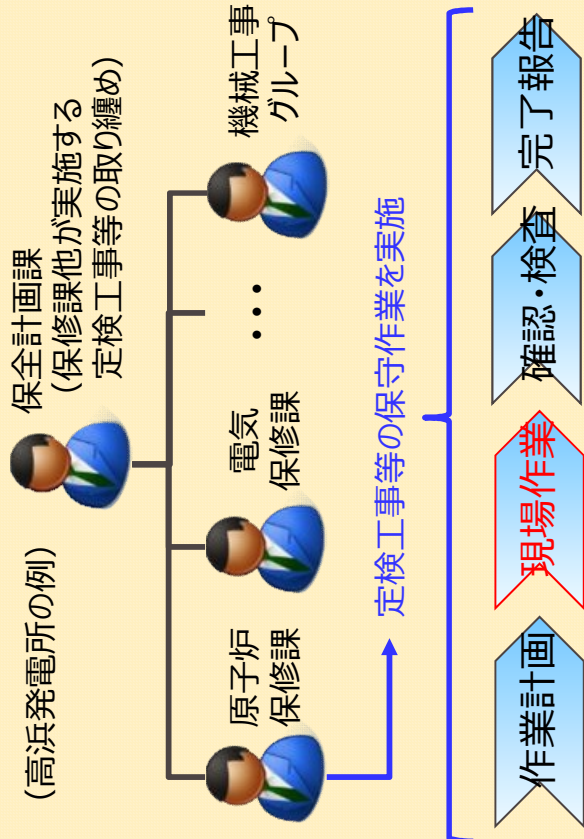 (高浜発電所の例)
保全計画課
(保修課他が実施する
定検工事等の取り纏め)
原子炉
保修課
電気
保修課
・・・
機械工事
グループ
定検工事等の保守作業を実施
作業計画
現場作業
確認・検査
完了報告